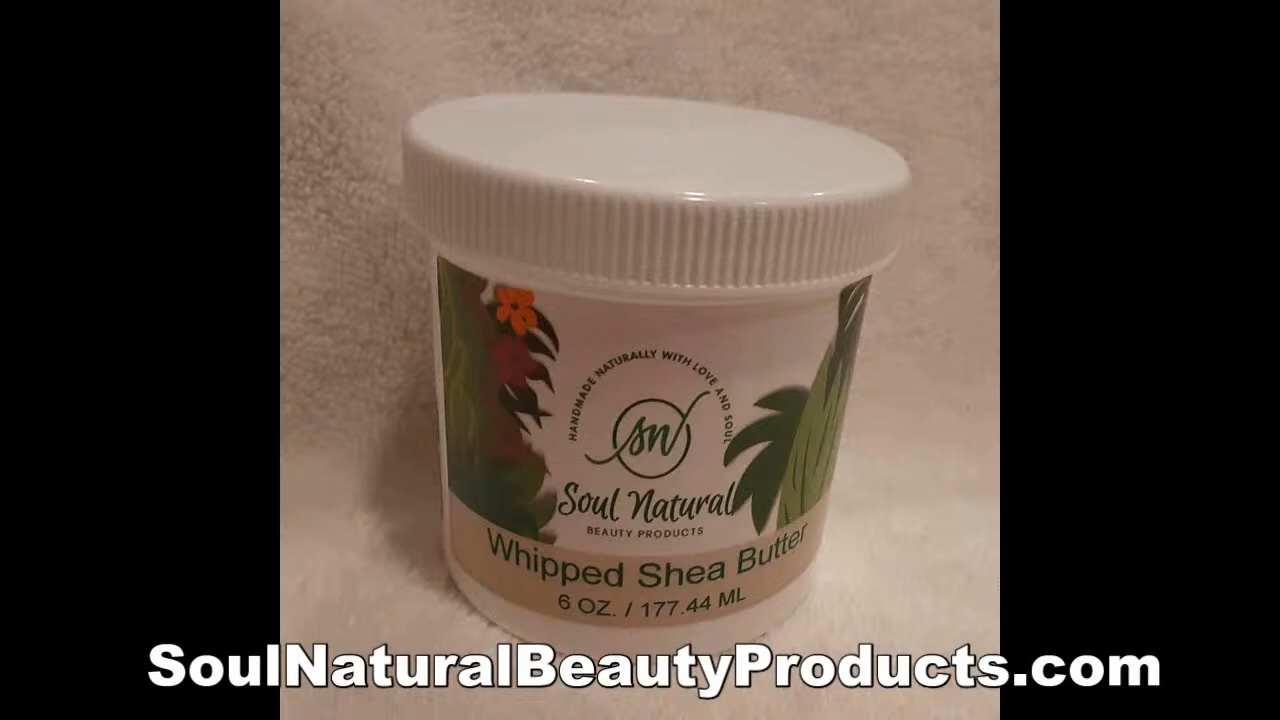 HANDMADE NATURALLY WITH LOVE AND SOUL
sn
Soul Natural
BEAUTY PRODUCTS
Whipped Shea Butter
6 OZ. / 177.44 ML
SoulNaturalBeautyProducts.com